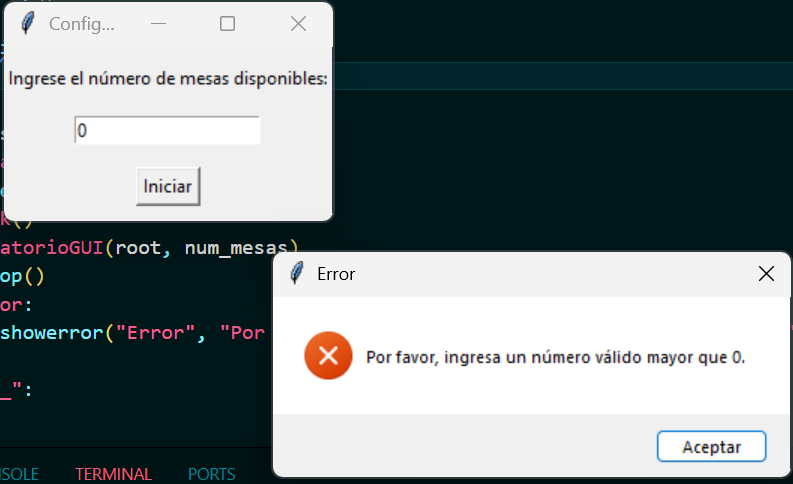 Config...
Ingrese el número de mesas disponibles:
0
Iniciar
k()
atorioGUI(root, num_mesas)
op()
or:
showerror("Error", "Por
_":
Error
Por favor, ingresa un número válido mayor que 0.
Aceptar
NSOLE TERMINAL PORTS